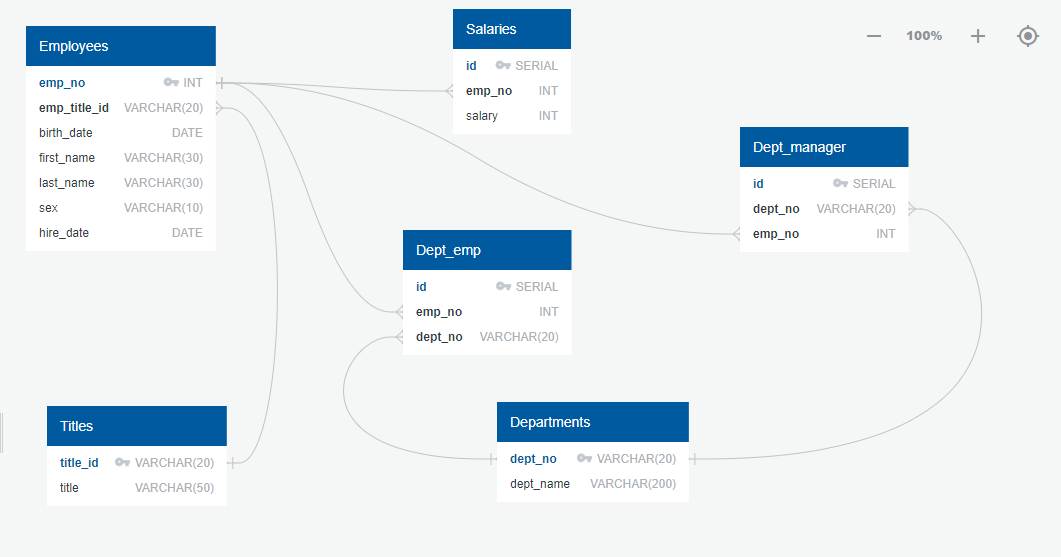 Employees
emp_no INT
emp_title_id VARCHAR(20)
birth_date DATE
first_name VARCHAR(30)
last_name VARCHAR(30)
sex VARCHAR(10)
hire_date DATE
Salaries
id SERIAL
emp_no INT
salary INT
100%
Dept_manager
id SERIAL
dept_no VARCHAR(20)
emp_no INT
Dept_emp
id SERIAL
emp_no INT
dept_no VARCHAR(20)
Titles
title_id VARCHAR(20)
title VARCHAR(50)
Departments
dept_no VARCHAR(20)
dept_name VARCHAR(200)